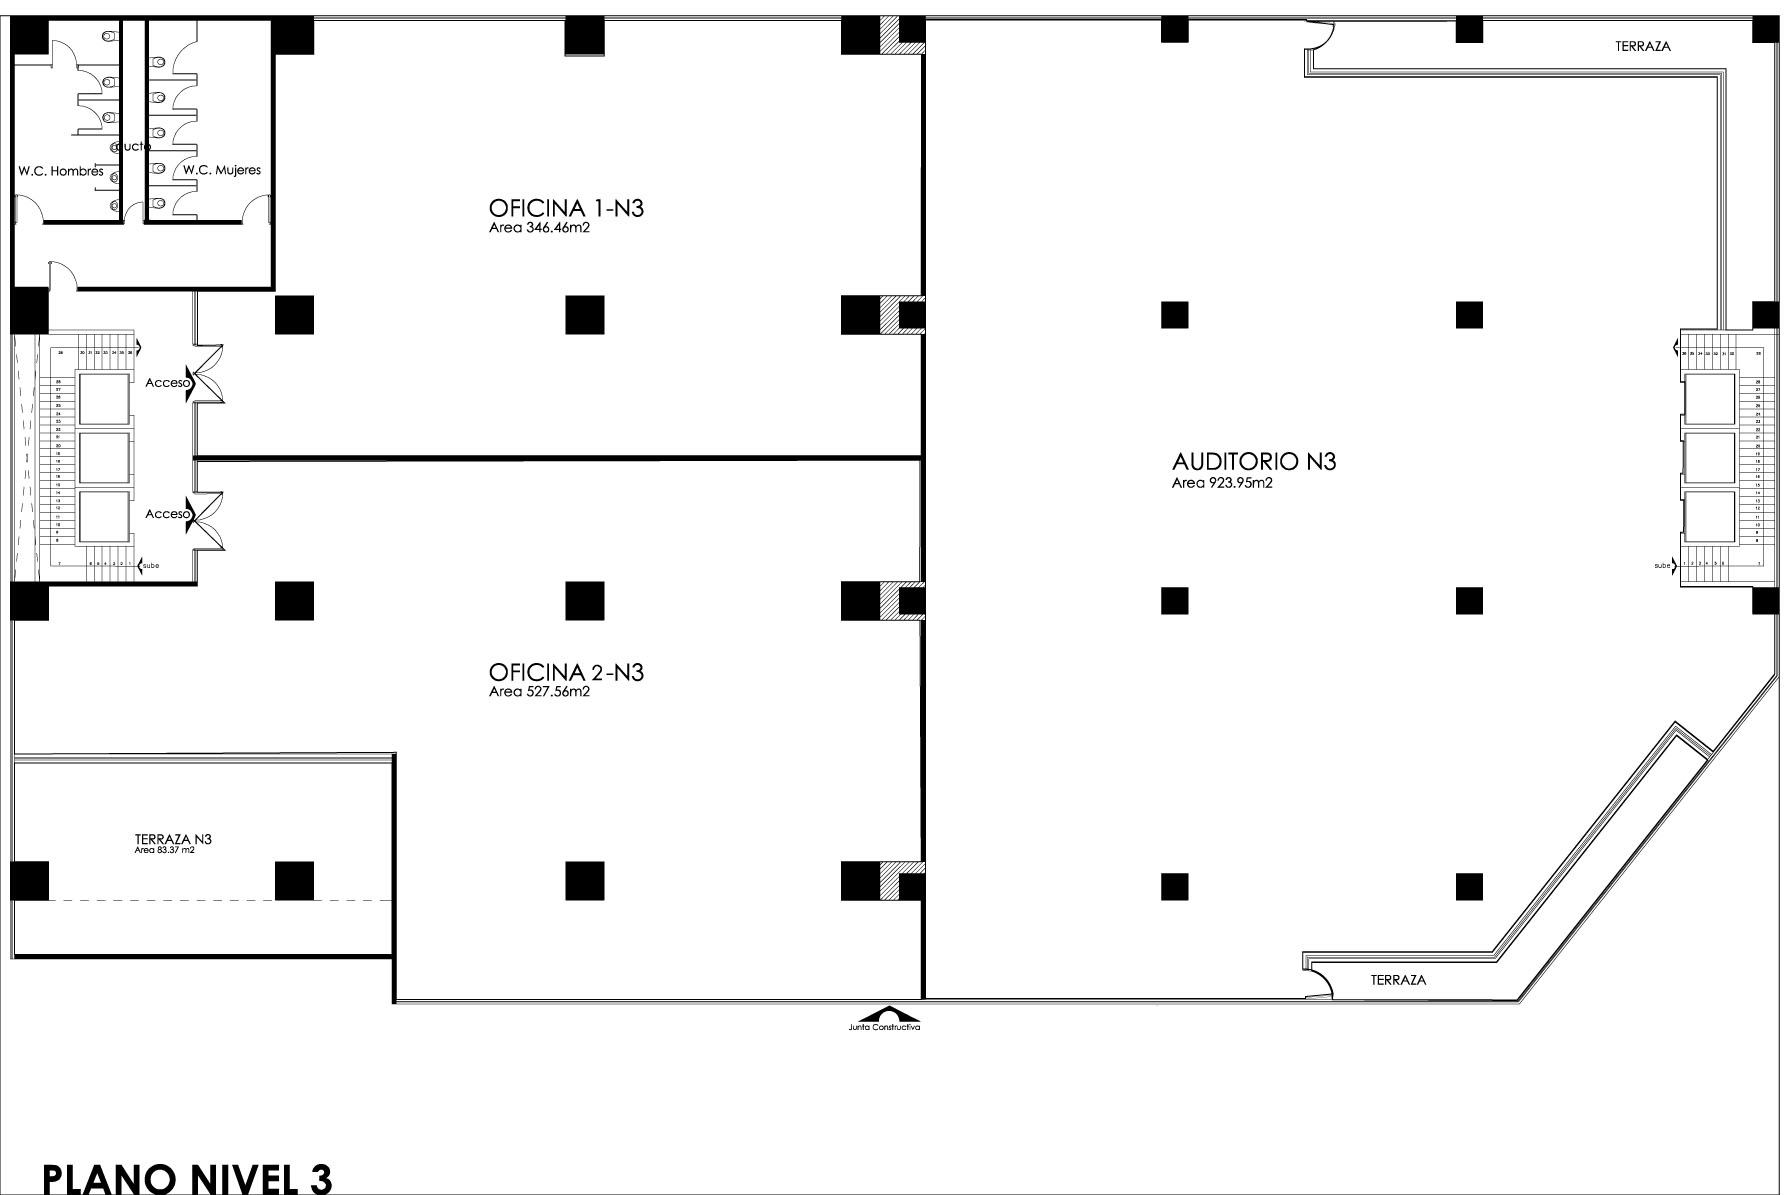 TERRAZA
ducto
W.C. Hombres
W.C. Mujeres
OFICINA 1-N3
Area 346.46m2
Acceso
AUDITORIO N3
Area 923.95m2
Acceso
sube
sube
OFICINA 2-N3
Area 527.56m2
TERRAZA N3
Area 83.37 m2
TERRAZA
Junta Constructiva
PLANO NIVEL 3